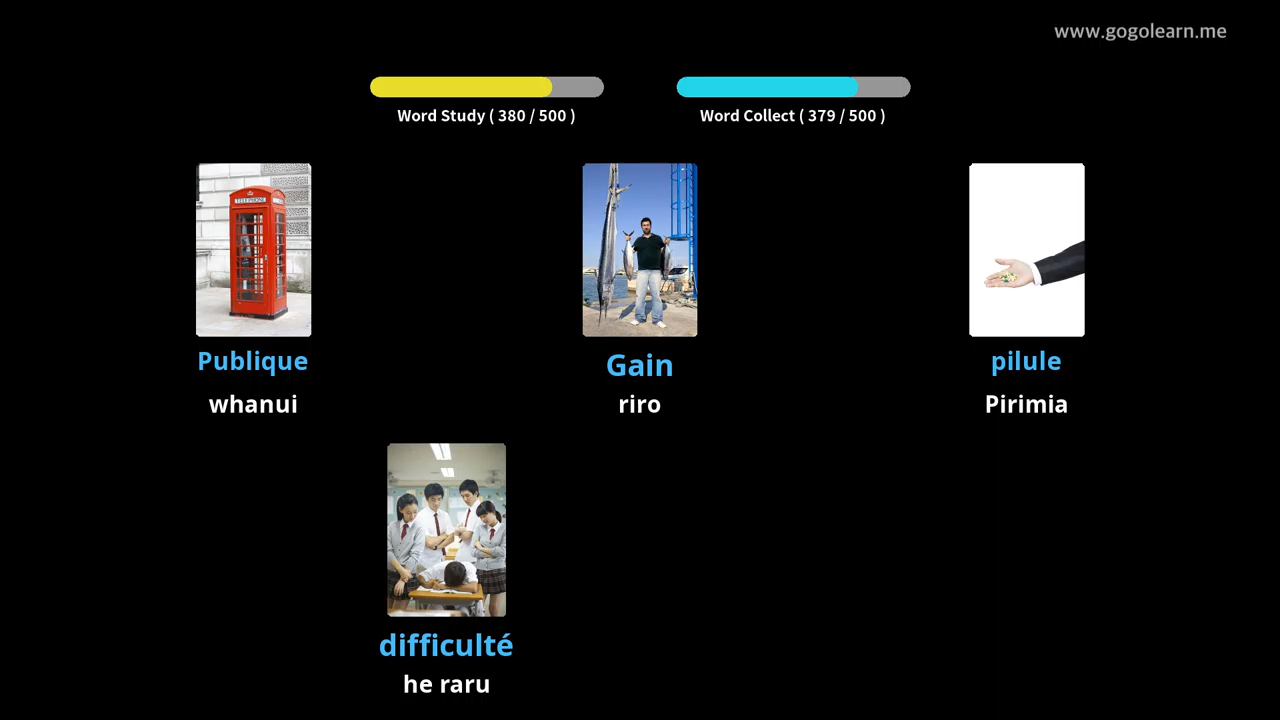 www.gogolearn.me
Word Study ( 380 / 500 )
Word Collect ( 379 / 500 )
TELEPHONE
Publique
whanui
Gain
riro
pilule
Pirimia
difficulté
he raru